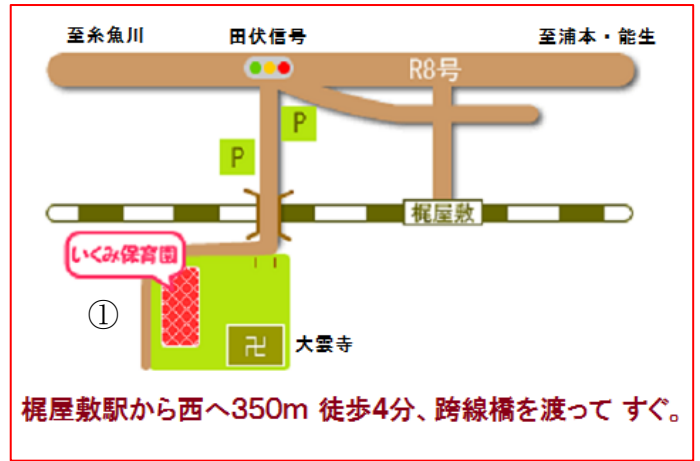 至糸魚川
田伏信号
至浦本・能生
R8号
P
P
梶屋敷
いくみ保育園
①
卍
大雲寺
梶屋敷駅から西へ350m 徒歩4分、跨線橋を渡って すぐ。